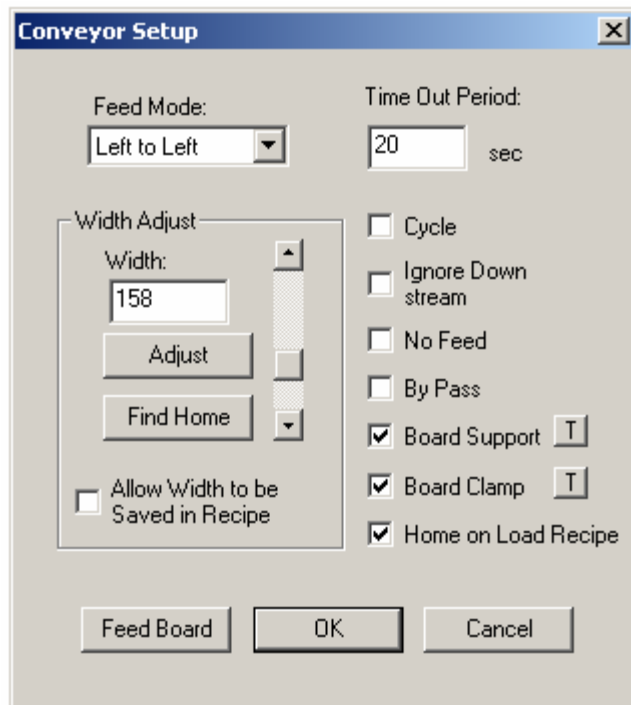 Conveyor Setup
Feed Mode:
Left to Left
Time Out Period:
20 sec
Width Adjust
Width:
158
Adjust
Find Home
Allow Width to be
Saved in Recipe
Cycle
Ignore Down
stream
No Feed
By Pass
Board Support T
Board Clamp T
Home on Load Recipe
Feed Board
OK
Cancel